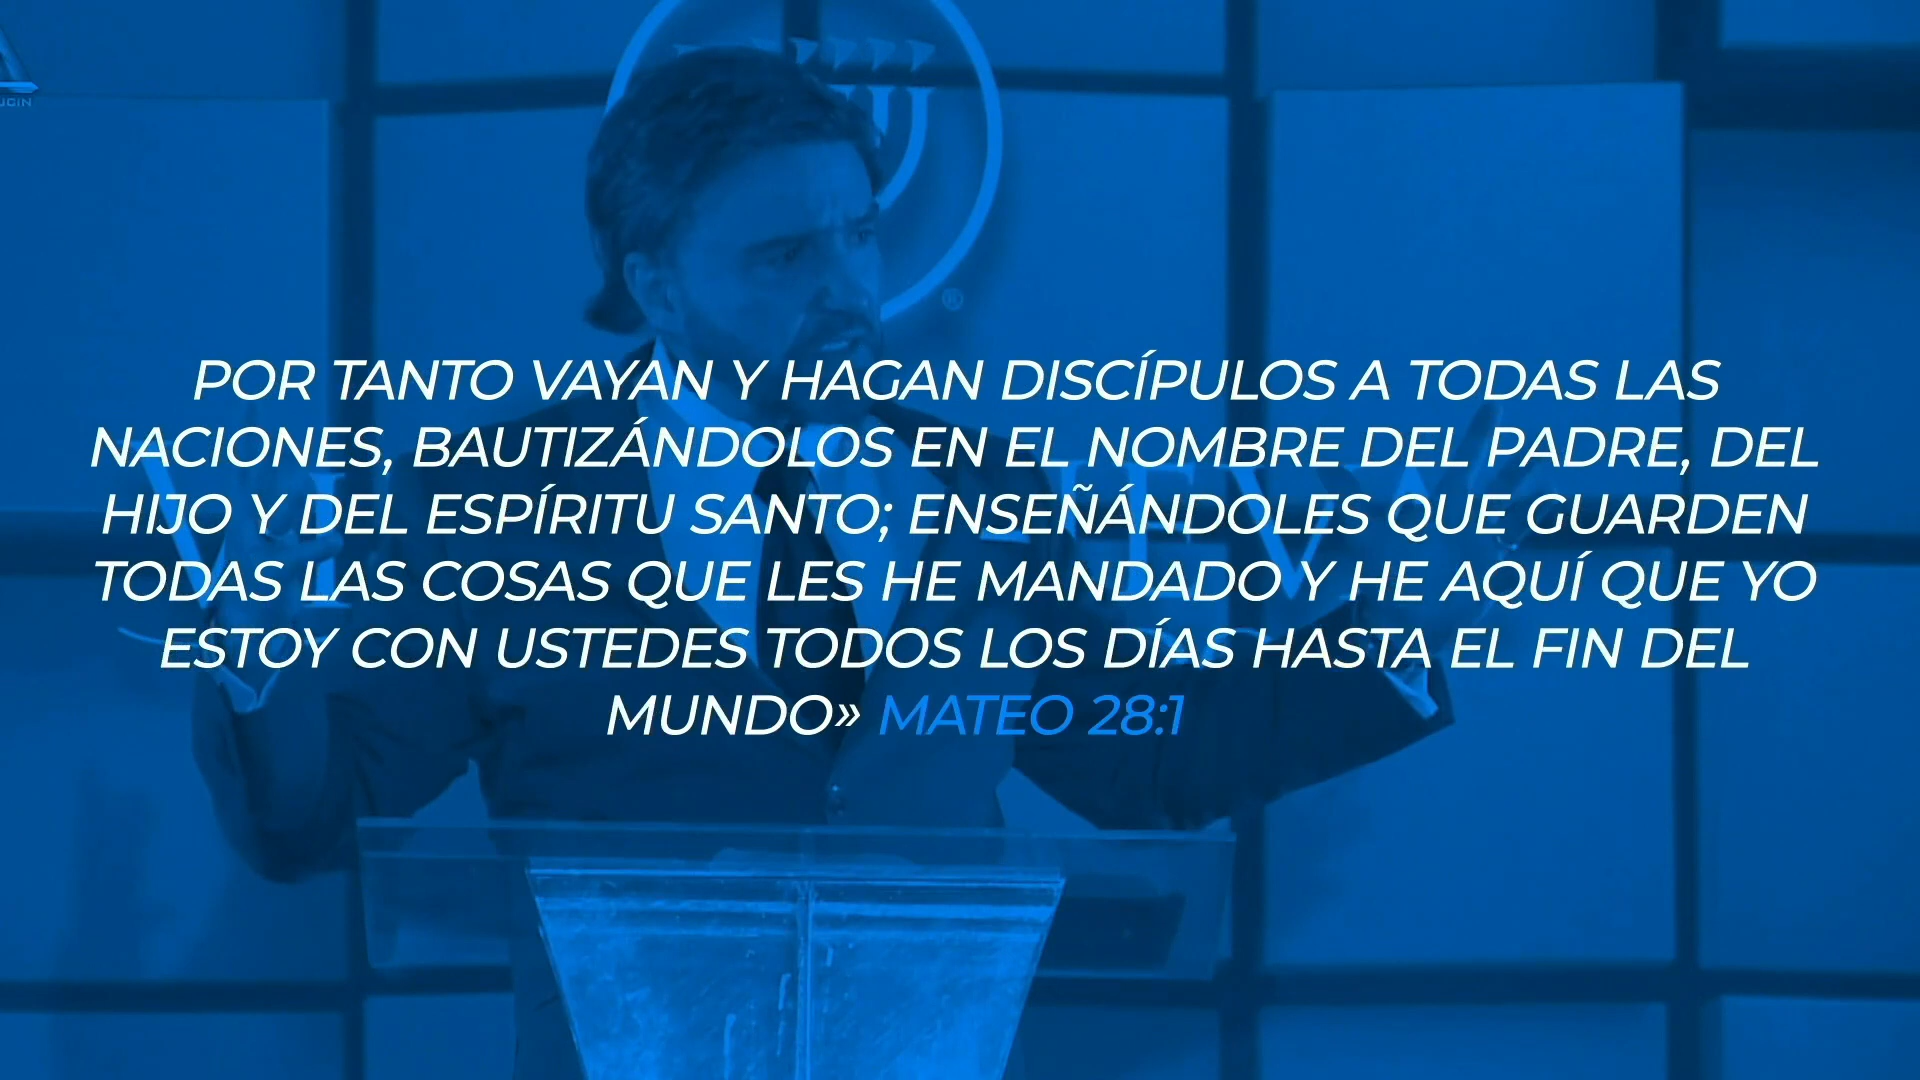 POR TANTO VAYAN Y HAGAN DISCÍPULOS A TODAS LAS
NACIONES, BAUTIZÁNDOLOS EN EL NOMBRE DEL PADRE, DEL
HIJO Y DEL ESPÍRITU SANTO; ENSEÑÁNDOLES QUE GUARDEN
TODAS LAS COSAS QUE LES HE MANDADO Y HE AQUÍ QUE YO
ESTOY CON USTEDES TODOS LOS DÍAS HASTA EL FIN DEL
MUNDO» MATEO 28:1